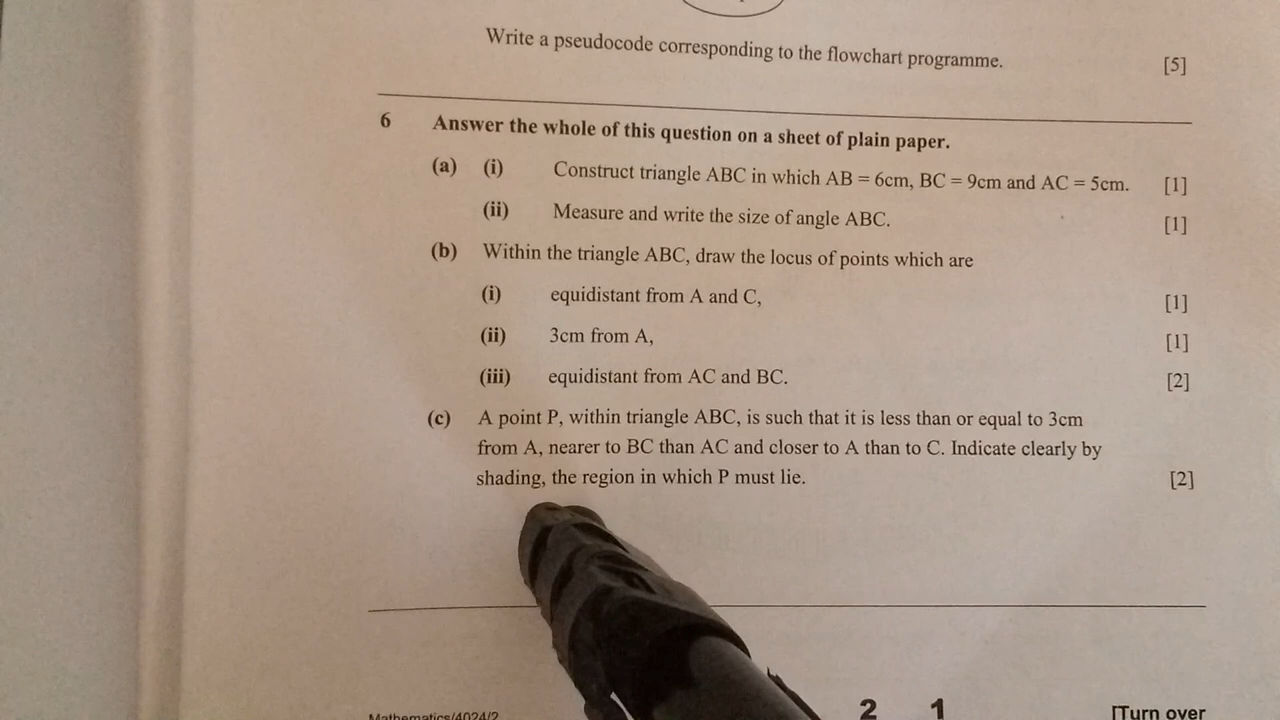 Write a pseudocode corresponding to the flowchart programme. [5]
6 Answer the whole of this question on a sheet of plain paper.
(a) (i) Construct triangle ABC in which AB = 6cm, BC = 9cm and AC = 5cm. [1]
(ii) Measure and write the size of angle ABC. [1]
(b) Within the triangle ABC, draw the locus of points which are
(i) equidistant from A and C, [1]
(ii) 3cm from A, [1]
(iii) equidistant from AC and BC. [2]
(c) A point P, within triangle ABC, is such that it is less than or equal to 3cm
from A, nearer to BC than AC and closer to A than to C. Indicate clearly by
shading, the region in which P must lie. [2]
Mathematics/4024/2 2 1 [Turn over